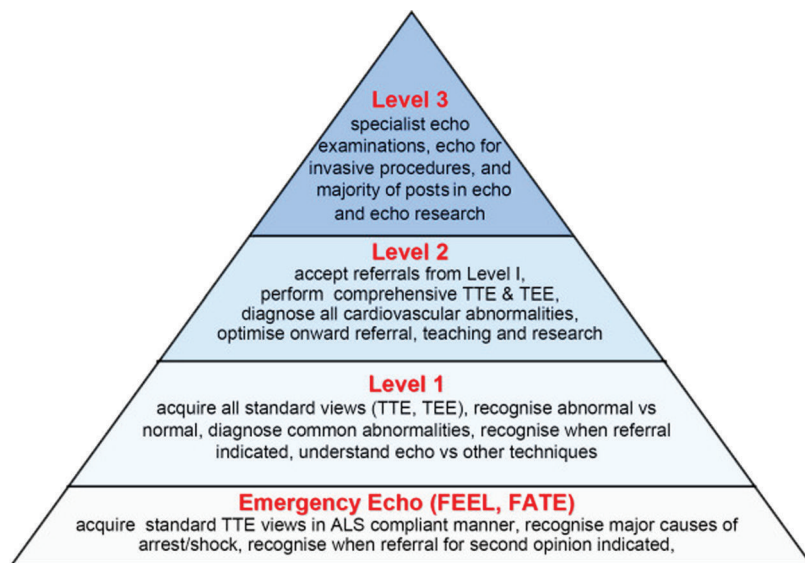 Level 3
specialist echo
examinations, echo for
invasive procedures, and
majority of posts in echo
and echo research
Level 2
accept referrals from Level I,
perform comprehensive TTE & TEE,
diagnose all cardiovascular abnormalities,
optimise onward referral, teaching and research
Level 1
acquire all standard views (TTE, TEE), recognise abnormal vs
normal, diagnose common abnormalities, recognise when referral
indicated, understand echo vs other techniques
Emergency Echo (FEEL, FATE)
acquire standard TTE views in ALS compliant manner, recognise major causes of
arrest/shock, recognise when referral for second opinion indicated,